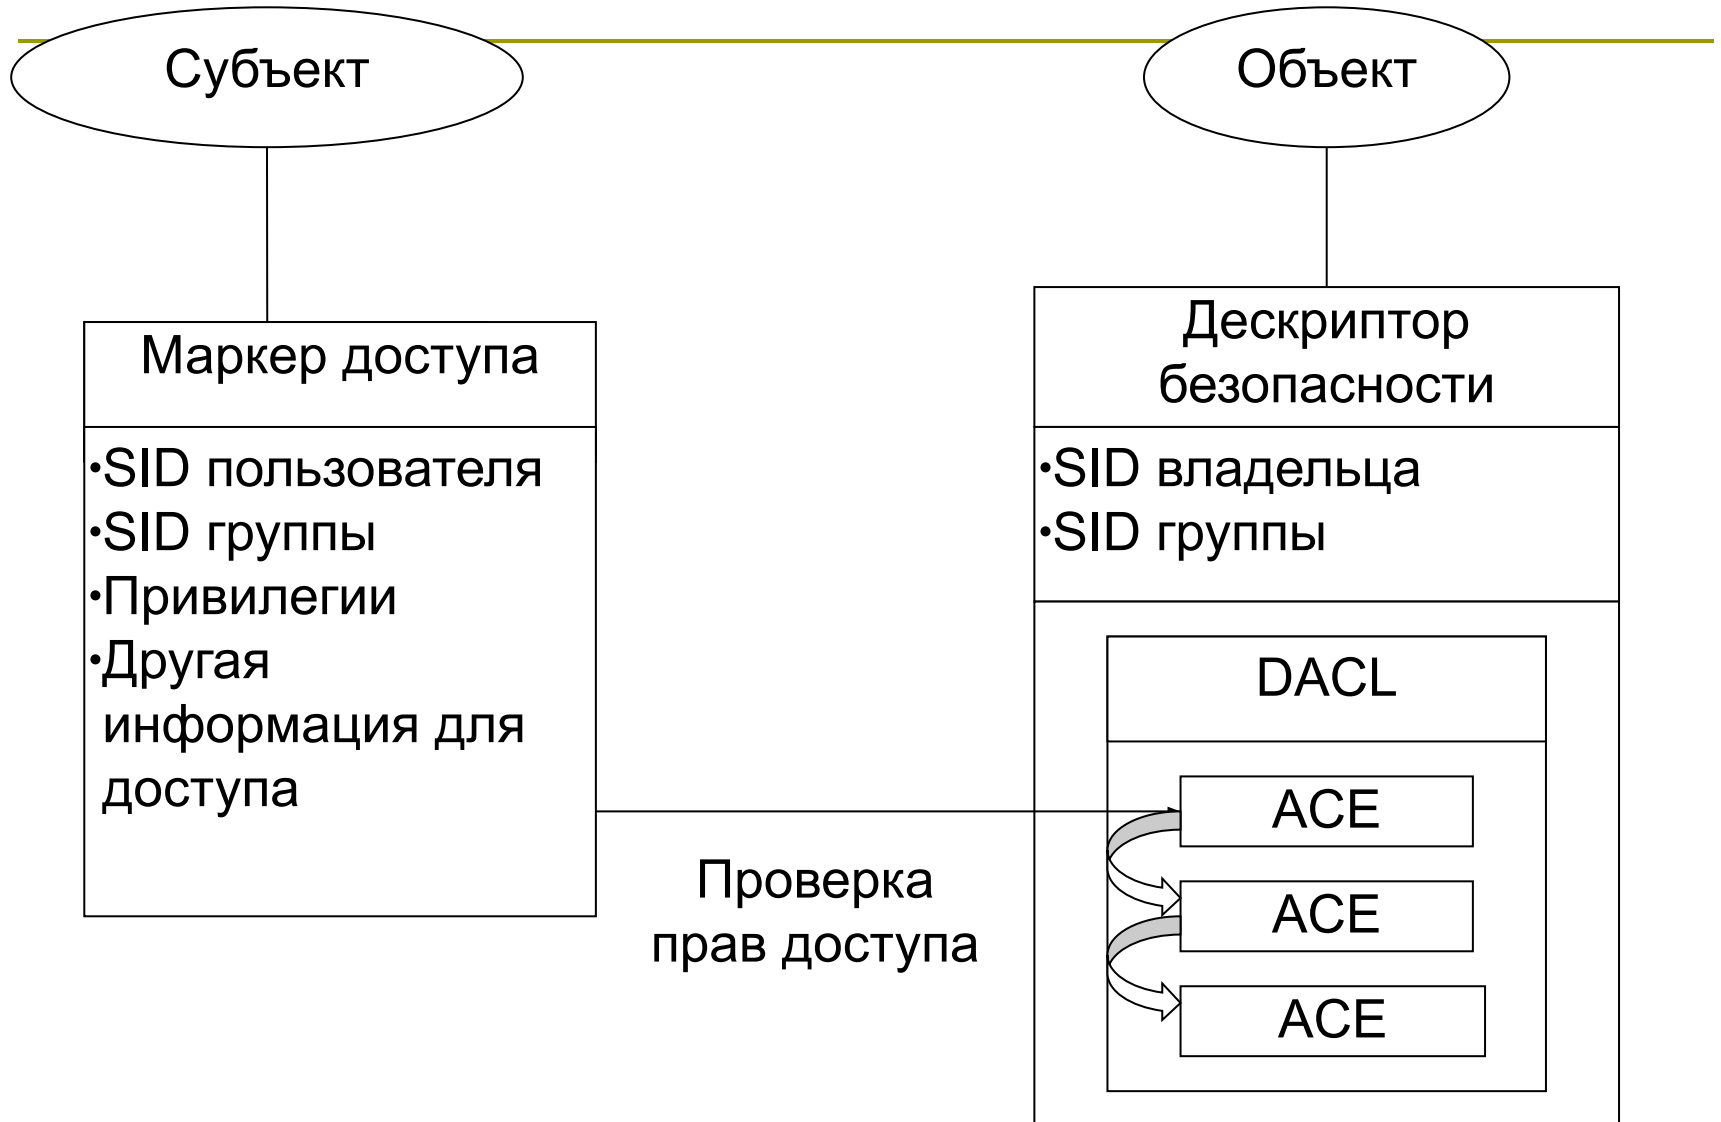 Субъект
Объект
Маркер доступа
•SID пользователя
•SID группы
•Привилегии
•Другая
информация для
доступа
Проверка
прав доступа
Дескриптор
безопасности
•SID владельца
•SID группы
DACL
ACE
ACE
ACE